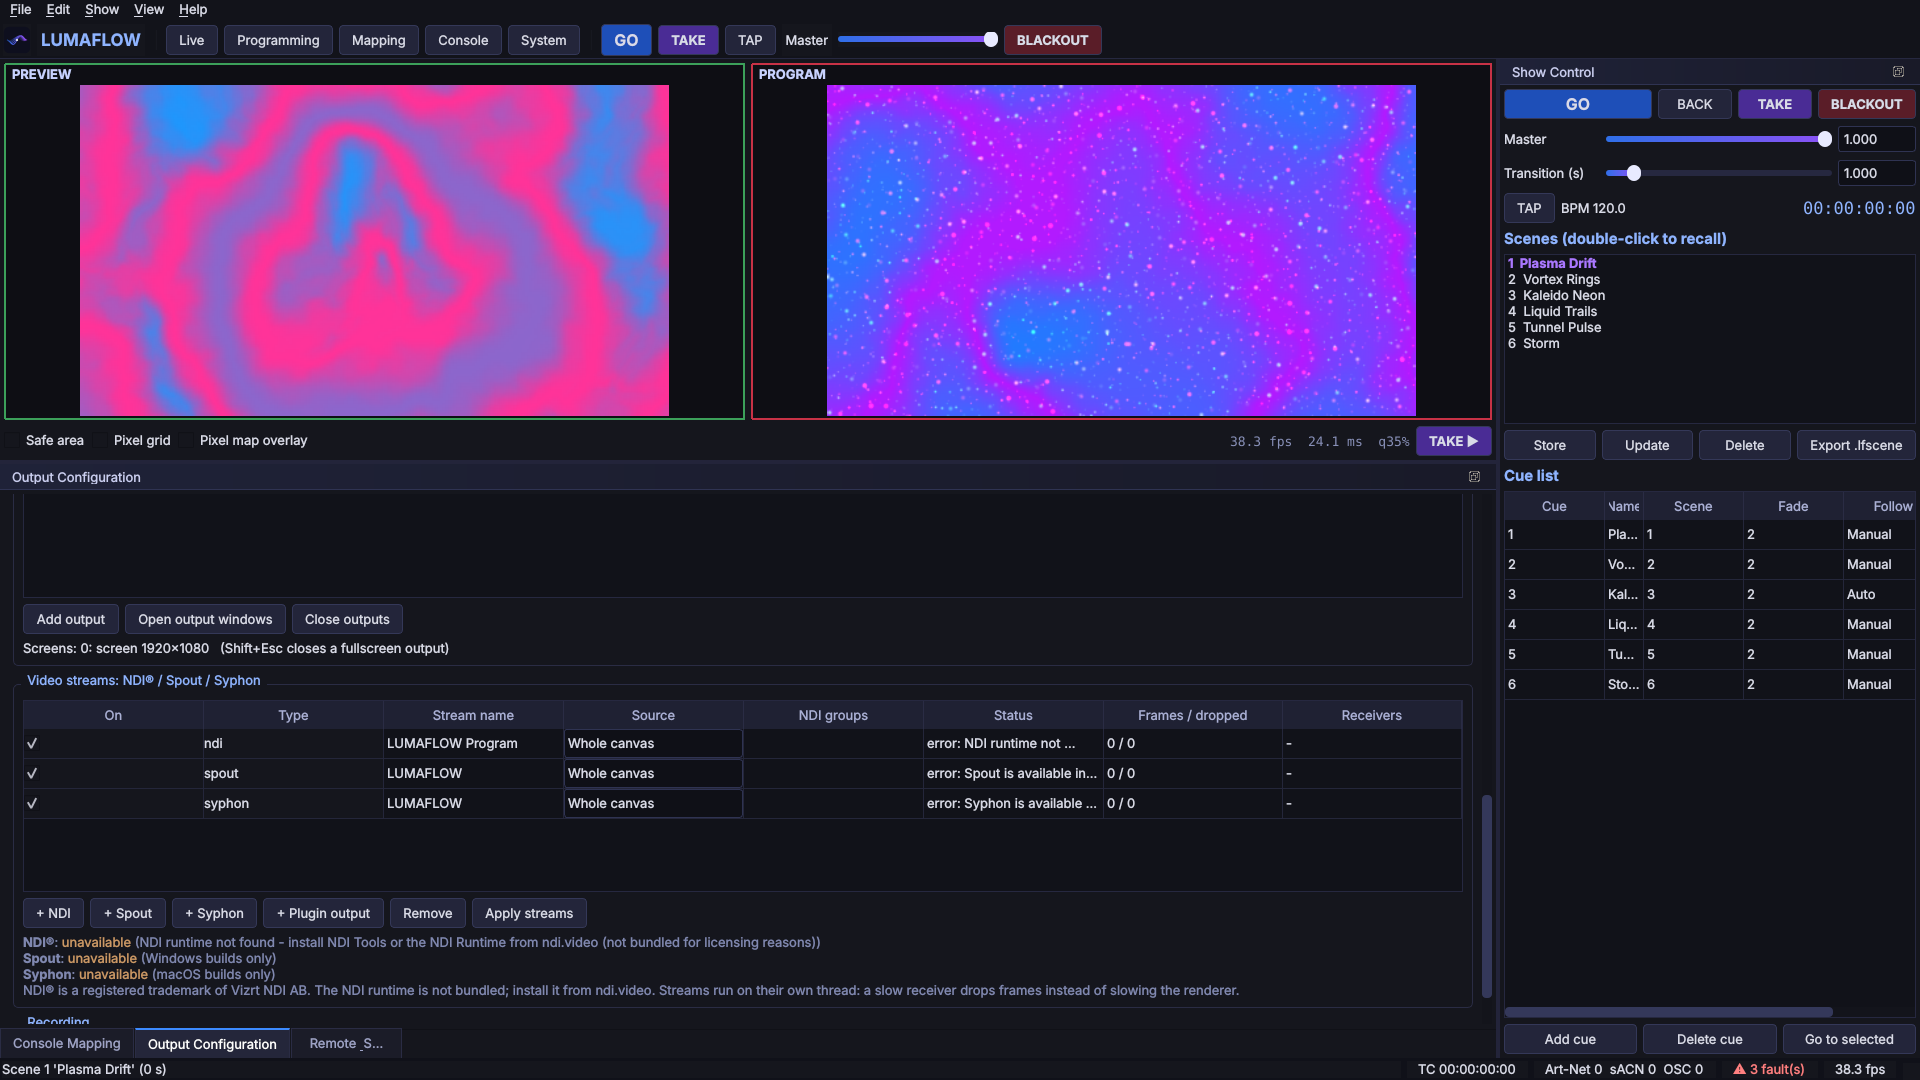 File Edit Show View Help
LUMAFLOW Live Programming Mapping Console System GO TAKE TAP Master BLACKOUT
PREVIEW
PROGRAM
Safe area Pixel grid Pixel map overlay 38.3 fps 24.1 ms q35% TAKE ▶
Output Configuration
Add output Open output windows Close outputs
Screens: 0: screen 1920×1080 (Shift+Esc closes a fullscreen output)
Video streams: NDI® / Spout / Syphon
On Type Stream name Source NDI groups Status Frames / dropped Receivers
✓ ndi LUMAFLOW Program Whole canvas error: NDI runtime not ... 0 / 0 -
✓ spout LUMAFLOW Whole canvas error: Spout is available in... 0 / 0 -
✓ syphon LUMAFLOW Whole canvas error: Syphon is available ... 0 / 0 -
+ NDI + Spout + Syphon + Plugin output Remove Apply streams
NDI®: unavailable (NDI runtime not found - install NDI Tools or the NDI Runtime from ndi.video (not bundled for licensing reasons))
Spout: unavailable (Windows builds only)
Syphon: unavailable (macOS builds only)
NDI® is a registered trademark of Vizrt NDI AB. The NDI runtime is not bundled; install it from ndi.video. Streams run on their own thread: a slow receiver drops frames instead of slowing the renderer.
Recording
Console Mapping Output Configuration Remote_S...
Show Control
GO BACK TAKE BLACKOUT
Master 1.000
Transition (s) 1.000
TAP BPM 120.0 00:00:00:00
Scenes (double-click to recall)
1 Plasma Drift
2 Vortex Rings
3 Kaleido Neon
4 Liquid Trails
5 Tunnel Pulse
6 Storm
Store Update Delete Export .lfscene
Cue list
Cue Name Scene Fade Follow
1 Pla... 1 2 Manual
2 Vo... 2 2 Manual
3 Kal... 3 2 Auto
4 Liq... 4 2 Manual
5 Tu... 5 2 Manual
6 Sto... 6 2 Manual
Add cue Delete cue Go to selected
Scene 1 'Plasma Drift' (0 s) TC 00:00:00:00 Art-Net 0 sACN 0 OSC 0 ⚠ 3 fault(s) 38.3 fps